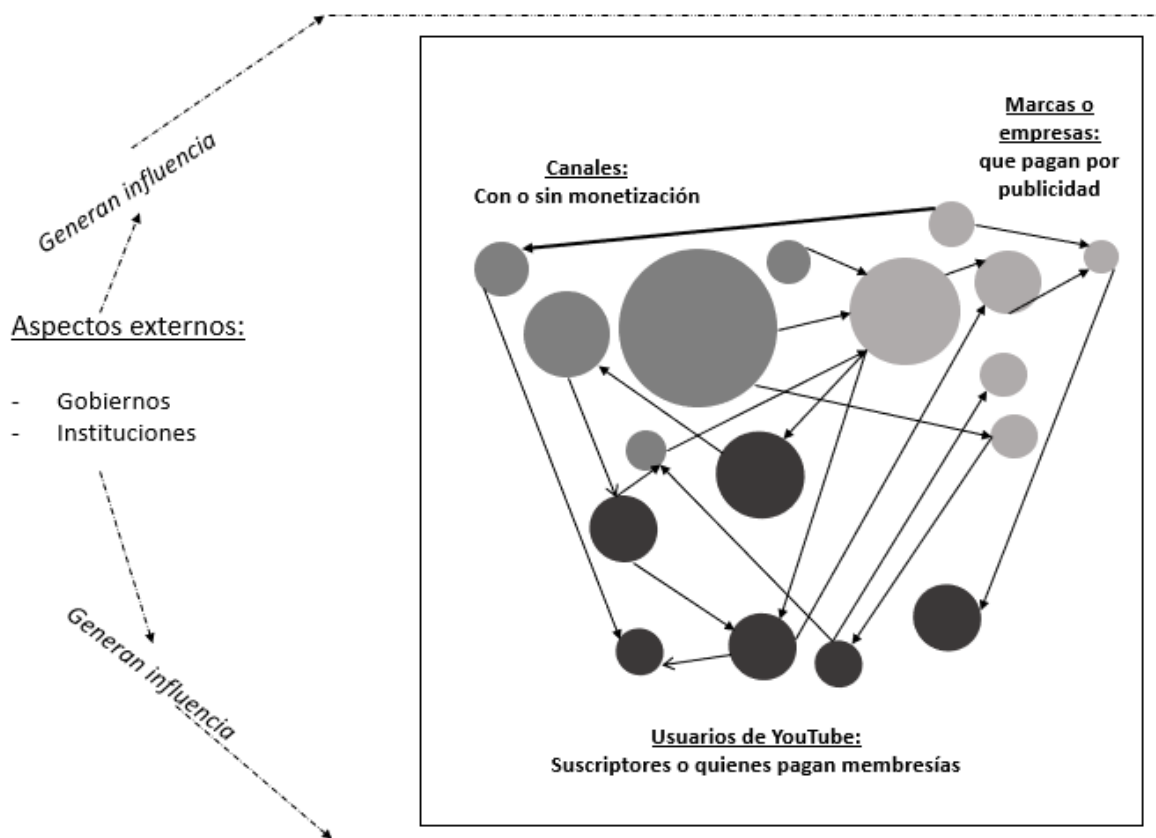 Generan influencia
Aspectos externos:
- Gobiernos
- Instituciones
Generan influencia
Canales:
Con o sin monetización
Marcas o
empresas:
que pagan por
publicidad
Usuarios de YouTube:
Suscriptores o quienes pagan membresías